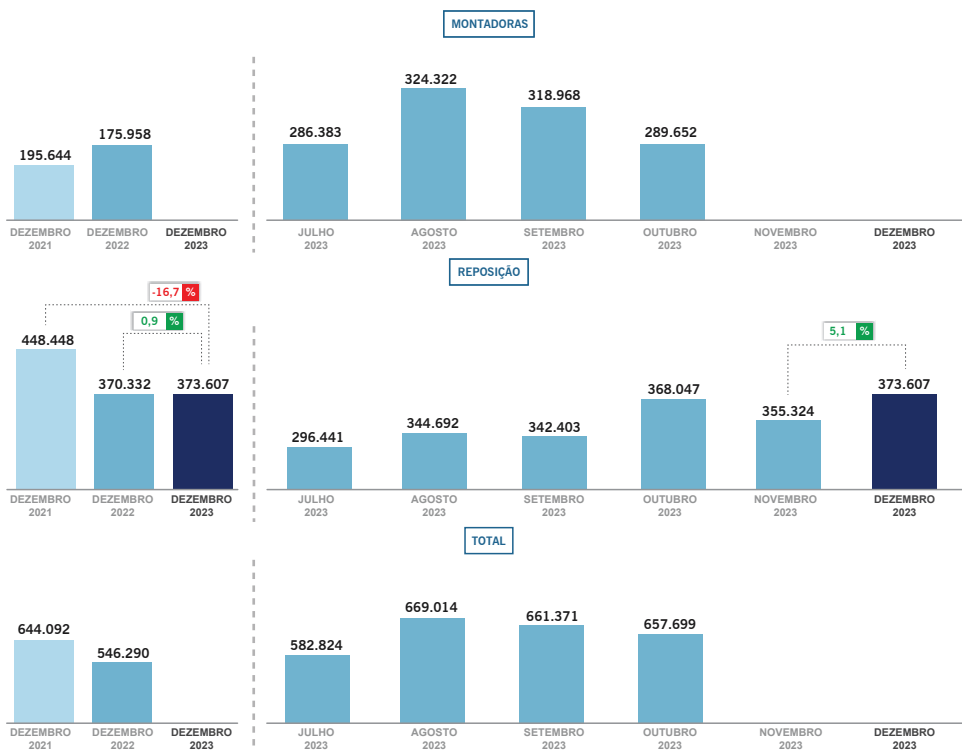 MONTADORAS
324.322
318.968
286.383
289.652
195.644
175.958
DEZEMBRO
2021
DEZEMBRO
2022
DEZEMBRO
2023
JULHO
2023
AGOSTO
2023
SETEMBRO
2023
OUTUBRO
2023
NOVEMBRO
2023
DEZEMBRO
2023
REPOSIÇÃO
-16,7 %
0,9 %
5,1 %
448.448
370.332
373.607
296.441
344.692
342.403
368.047
355.324
373.607
DEZEMBRO
2021
DEZEMBRO
2022
DEZEMBRO
2023
JULHO
2023
AGOSTO
2023
SETEMBRO
2023
OUTUBRO
2023
NOVEMBRO
2023
DEZEMBRO
2023
TOTAL
644.092
546.290
582.824
669.014
661.371
657.699
DEZEMBRO
2021
DEZEMBRO
2022
DEZEMBRO
2023
JULHO
2023
AGOSTO
2023
SETEMBRO
2023
OUTUBRO
2023
NOVEMBRO
2023
DEZEMBRO
2023